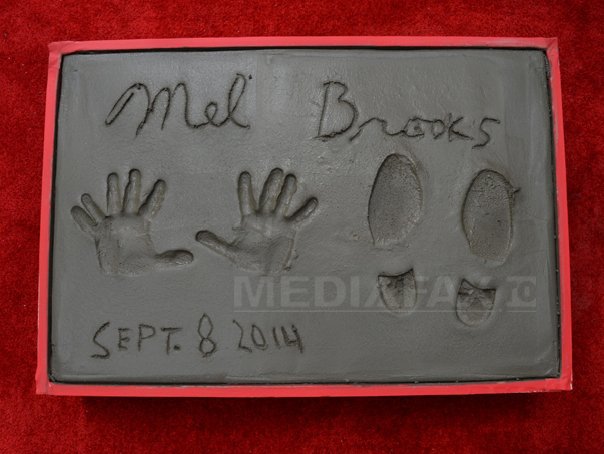 Mel Brooks
MEDIAFAX
SEPT. 8 2014